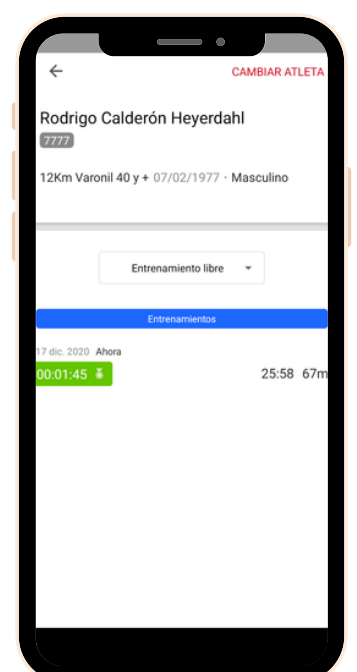 CAMBIAR ATLETA
Rodrigo Calderón Heyerdahl
7777
12Km Varonil 40 y + 07/02/1977 · Masculino
Entrenamiento libre
Entrenamientos
17 dic. 2020 Ahora
00:01:45 25:58 67m